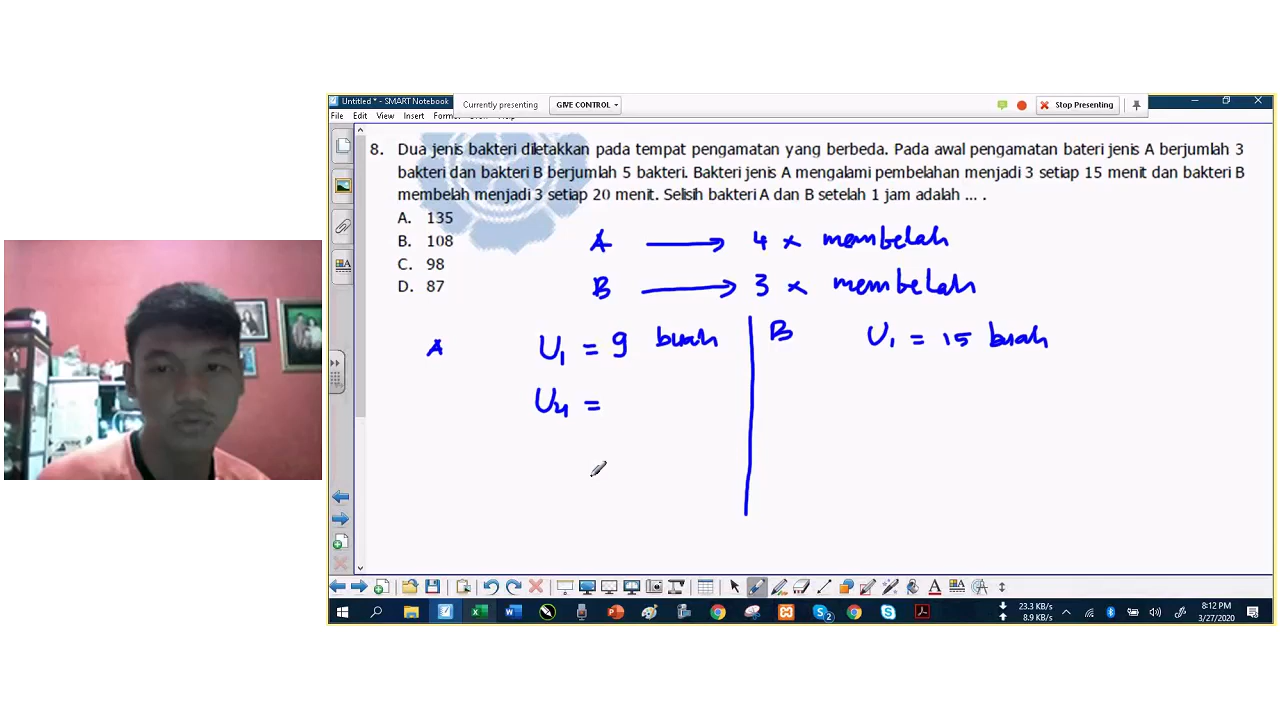 Untitled * - SMART Notebook
Currently presenting
GIVE CONTROL
Stop Presenting
File Edit View Insert Format
8. Dua jenis bakteri diletakkan pada tempat pengamatan yang berbeda. Pada awal pengamatan bateri jenis A berjumlah 3
bakteri dan bakteri B berjumlah 5 bakteri. Bakteri jenis A mengalami pembelahan menjadi 3 setiap 15 menit dan bakteri B
membelah menjadi 3 setiap 20 menit. Selisih bakteri A dan B setelah 1 jam adalah ... .
A. 135
B. 108
C. 98
D. 87
A → 4 x membelah
B → 3 x membelah
A U₁ = 9 buah
U₄ =
B U₁ = 15 buah
23.3 KB/s
8.9 KB/s
8:12 PM
3/27/2020